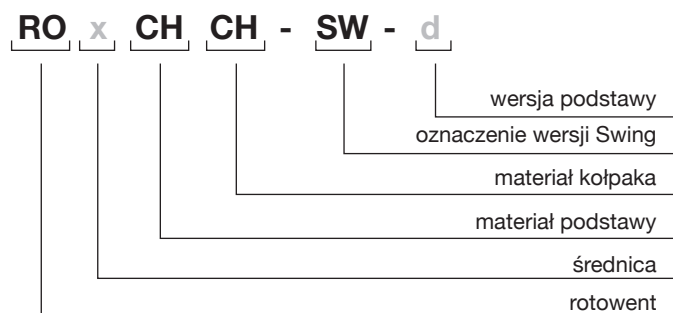 RO x CH CH - SW - d
wersja podstawy
oznaczenie wersji Swing
materiał kołpaka
materiał podstawy
średnica
rotowent